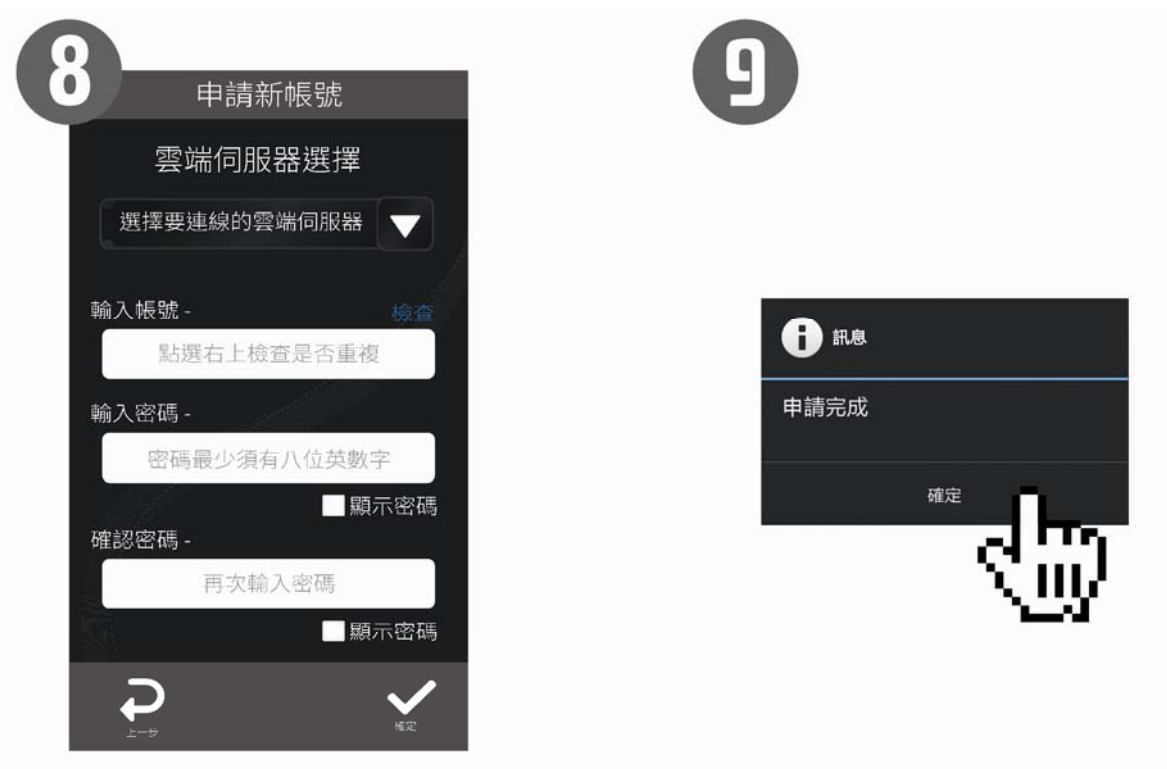 8
申請新帳號
雲端伺服器選擇
選擇要連線的雲端伺服器
輸入帳號 -
檢查
點選右上檢查是否重複
輸入密碼 -
密碼最少須有八位英數字
顯示密碼
確認密碼 -
再次輸入密碼
顯示密碼
上一步
確定
9
訊息
申請完成
確定